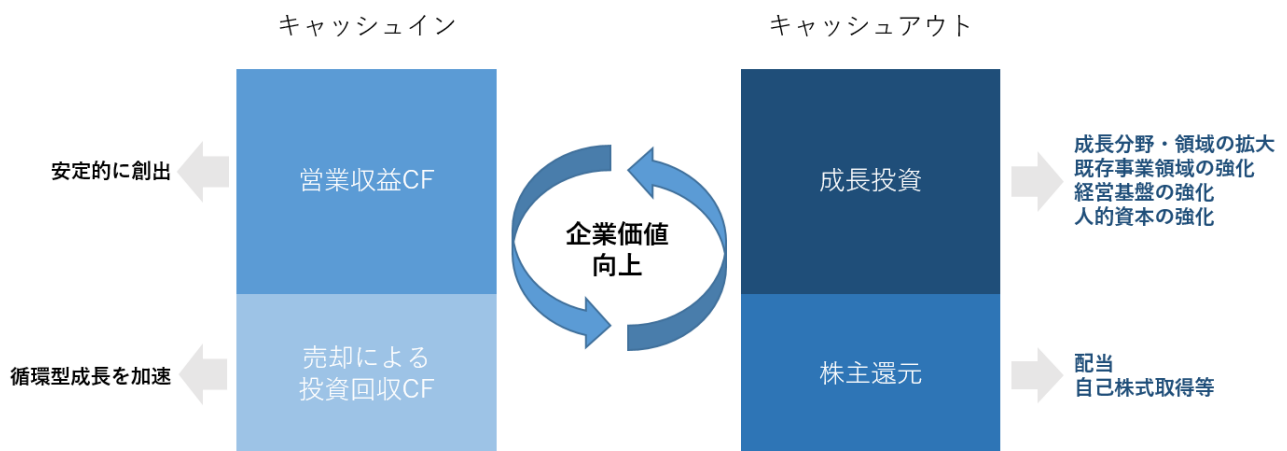 キャッシュイン
キャッシュアウト
安定的に創出
営業収益CF
循環型成長を加速
売却による
投資回収CF
企業価値
向上
成長投資
成長分野・領域の拡大
既存事業領域の強化
経営基盤の強化
人的資本の強化
株主還元
配当
自己株式取得等